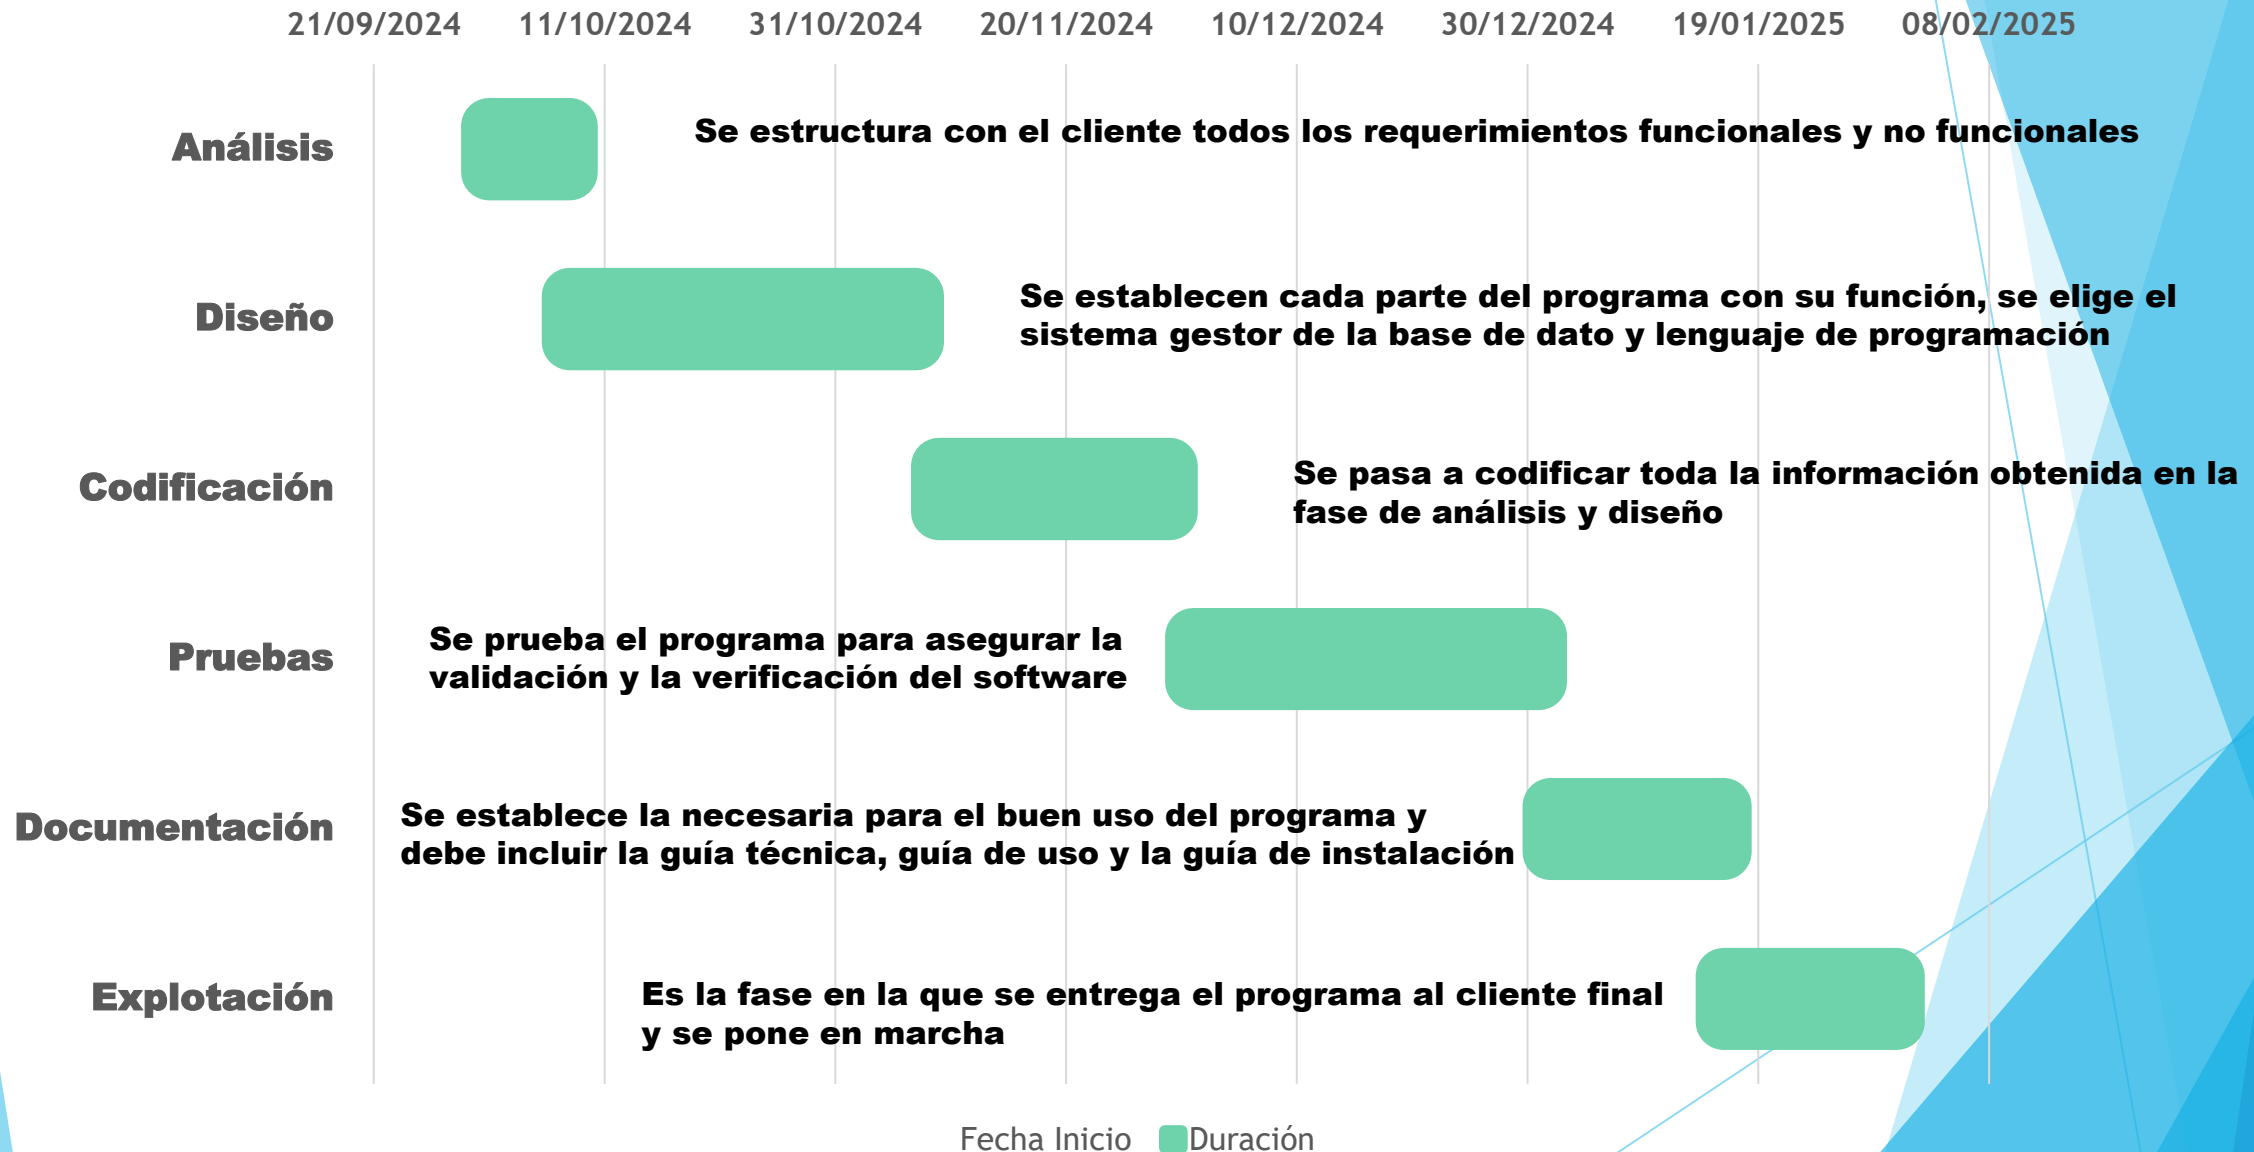 21/09/2024 11/10/2024 31/10/2024 20/11/2024 10/12/2024 30/12/2024 19/01/2025 08/02/2025
Análisis
Se estructura con el cliente todos los requerimientos funcionales y no funcionales
Diseño
Se establecen cada parte del programa con su función, se elige el
sistema gestor de la base de dato y lenguaje de programación
Codificación
Se pasa a codificar toda la información obtenida en la
fase de análisis y diseño
Pruebas
Se prueba el programa para asegurar la
validación y la verificación del software
Documentación
Se establece la necesaria para el buen uso del programa y
debe incluir la guía técnica, guía de uso y la guía de instalación
Explotación
Es la fase en la que se entrega el programa al cliente final
y se pone en marcha
Fecha Inicio Duración